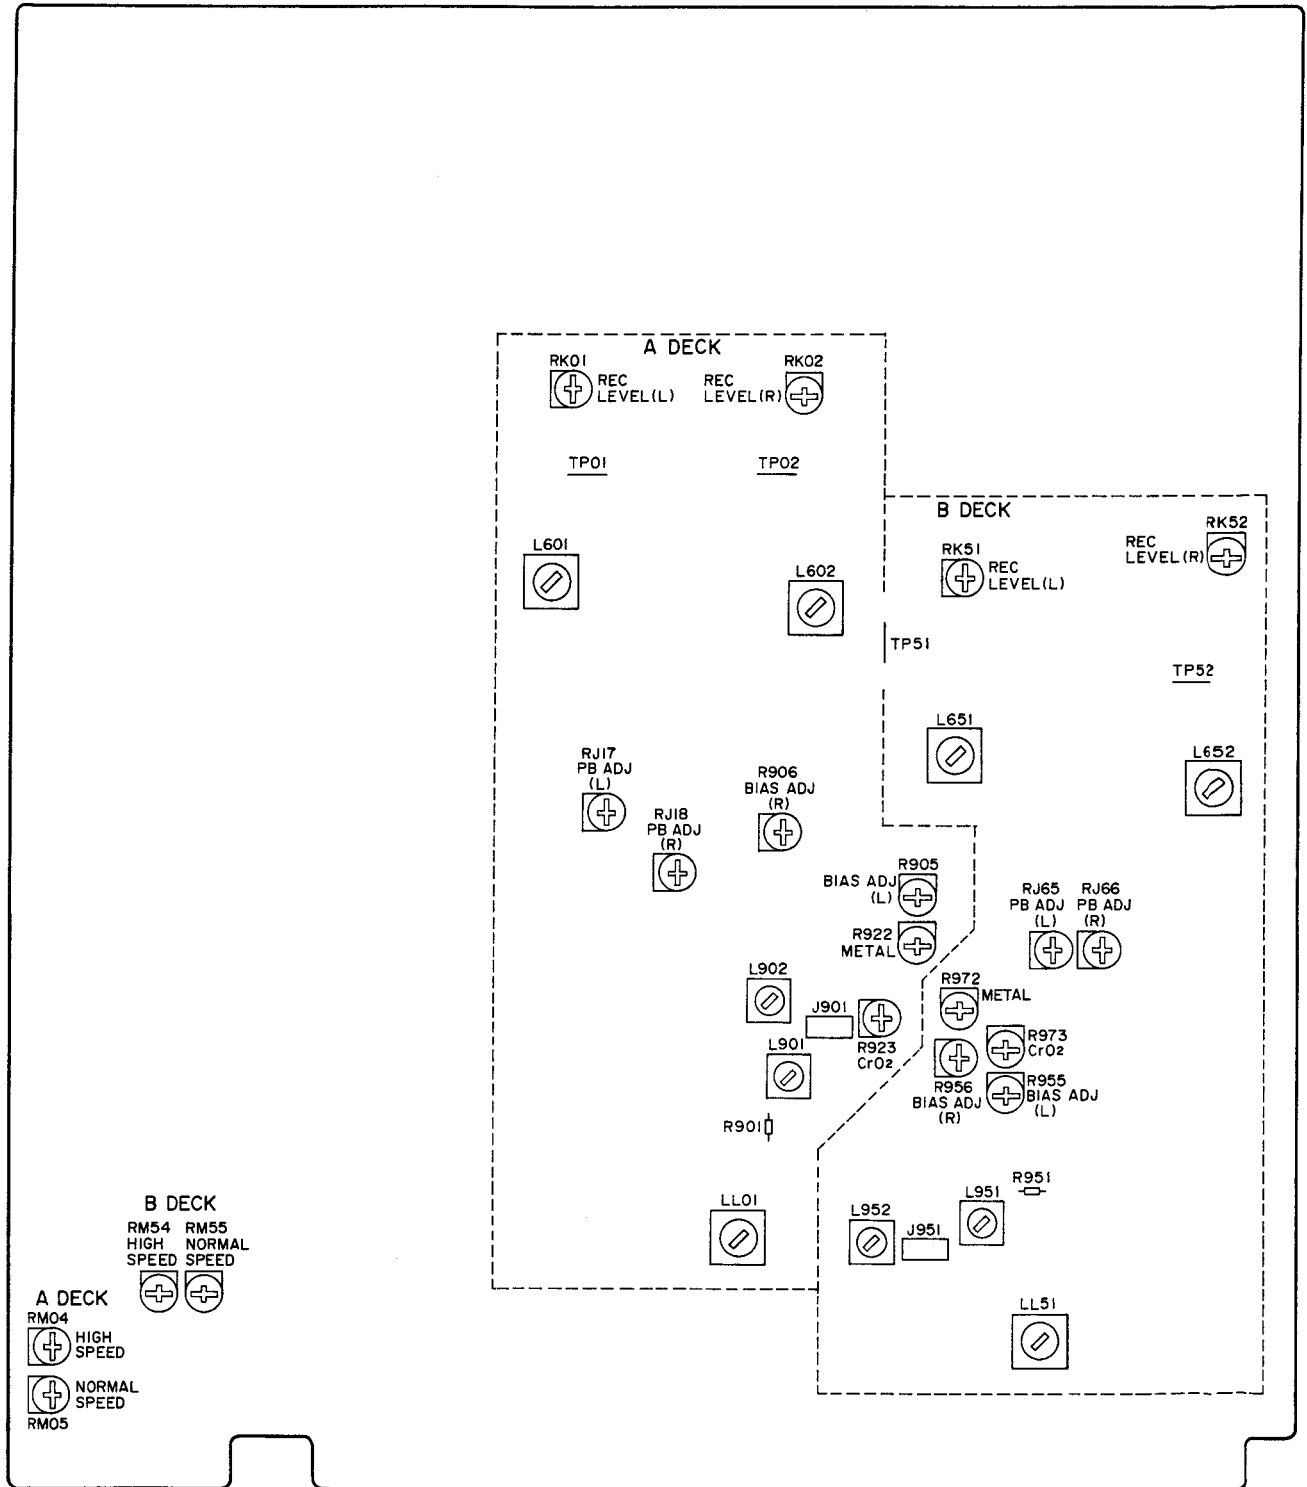 A DECK
RK01
REC
LEVEL(L)
RK02
REC
LEVEL(R)
TP01
TP02
L601
L602
B DECK
RK51
REC
LEVEL(L)
RK52
REC
LEVEL(R)
TP51
TP52
L651
L652
RJ17
PB ADJ
(L)
RJ18
PB ADJ
(R)
R906
BIAS ADJ
(R)
R905
BIAS ADJ
(L)
R922
METAL
RJ65
PB ADJ
(L)
RJ66
PB ADJ
(R)
L902
J901
R923
CrO2
L901
R901
R972
METAL
R973
CrO2
R956
BIAS ADJ
(R)
R955
BIAS ADJ
(L)
LL01
L952
J951
L951
R951
LL51
B DECK
RM54
HIGH
SPEED
RM55
NORMAL
SPEED
A DECK
RM04
HIGH
SPEED
NORMAL
SPEED
RM05